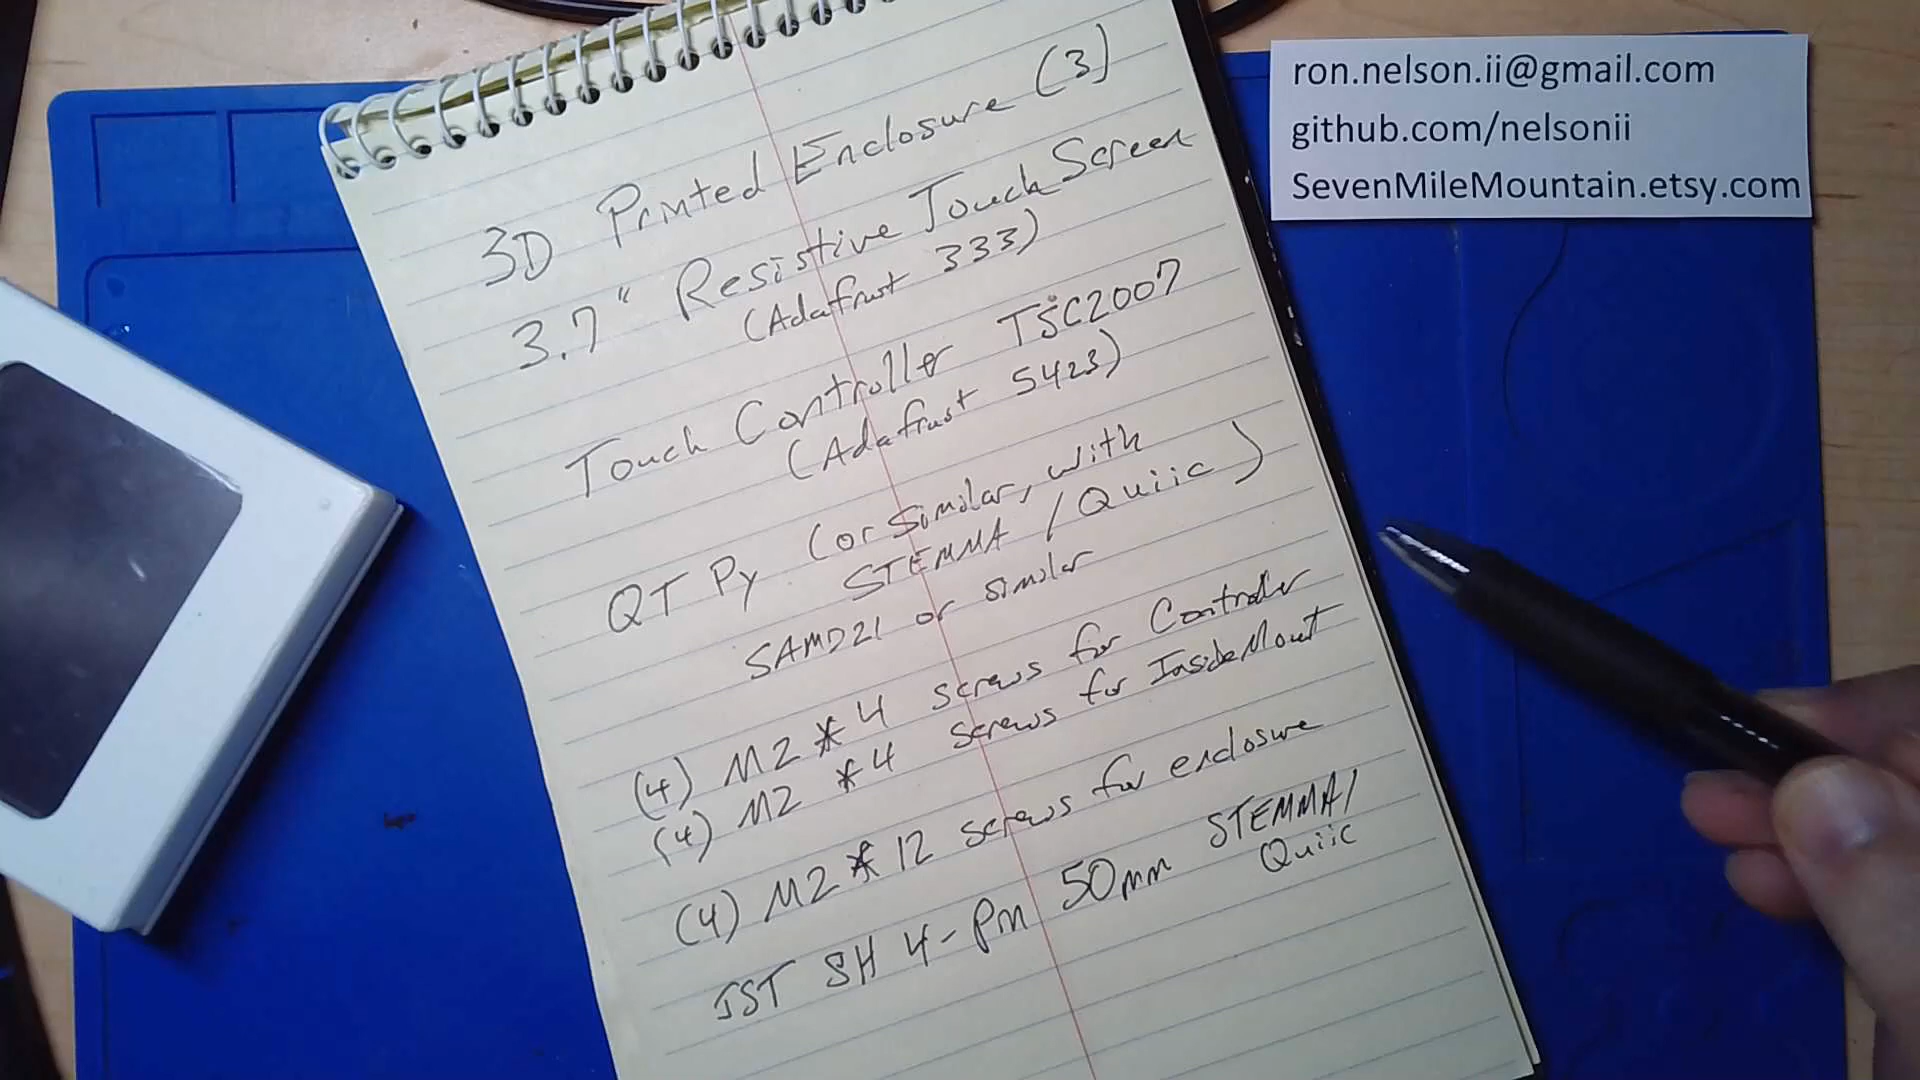 3D Printed Enclosure (3)
3.7" Resistive Touch Screen
(Adafruit 333)
Touch Controller TSC2007
(Adafruit 5423)
QT Py (or Similar, with
STEMMA / Quiic)
SAMD21 or similar
(4) M2 * 4 screws for Controller
(4) M2 * 4 screws for Inside Mount
(4) M2 * 12 screws for enclosure
JST SH 4-Pin 50mm STEMMA/
Quiic
ron.nelson.ii@gmail.com
github.com/nelsonii
SevenMileMountain.etsy.com